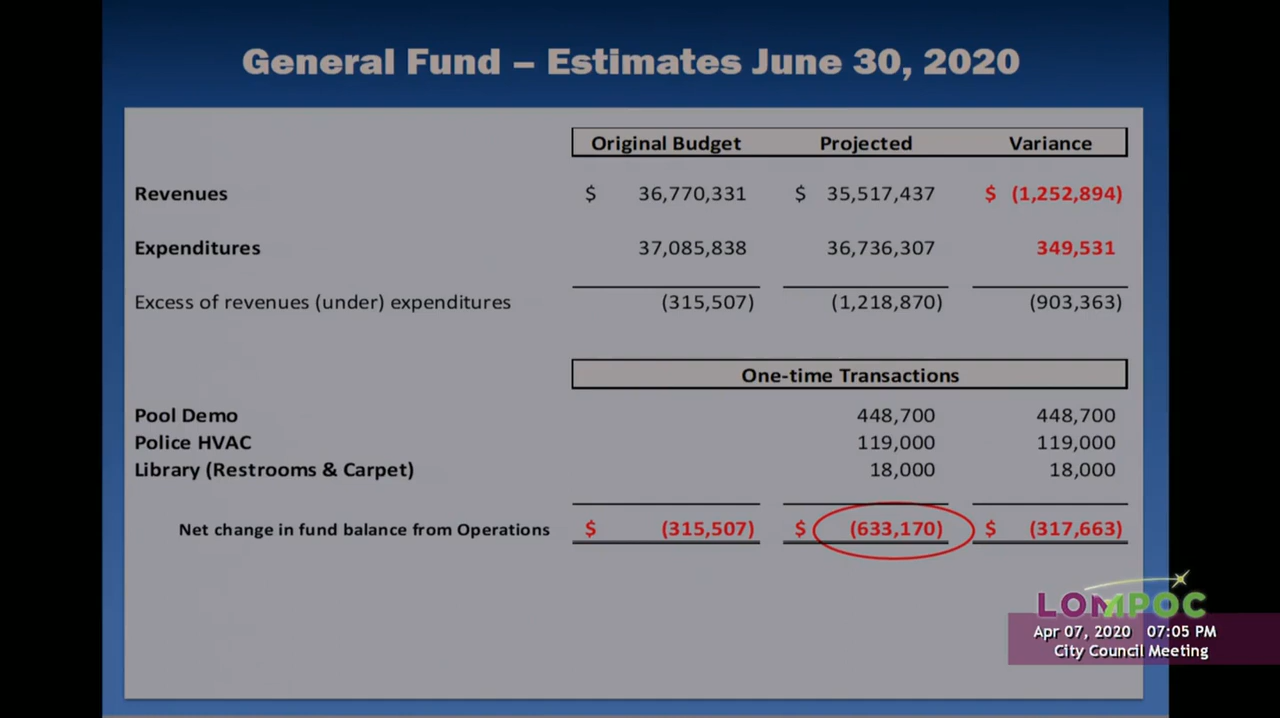 General Fund – Estimates June 30, 2020
Original Budget Projected Variance
Revenues $ 36,770,331 $ 35,517,437 $ (1,252,894)
Expenditures 37,085,838 36,736,307 349,531
Excess of revenues (under) expenditures (315,507) (1,218,870) (903,363)
One-time Transactions
Pool Demo 448,700 448,700
Police HVAC 119,000 119,000
Library (Restrooms & Carpet) 18,000 18,000
Net change in fund balance from Operations $ (315,507) $ (633,170) $ (317,663)
LOMPOC
Apr 07, 2020 07:05 PM
City Council Meeting